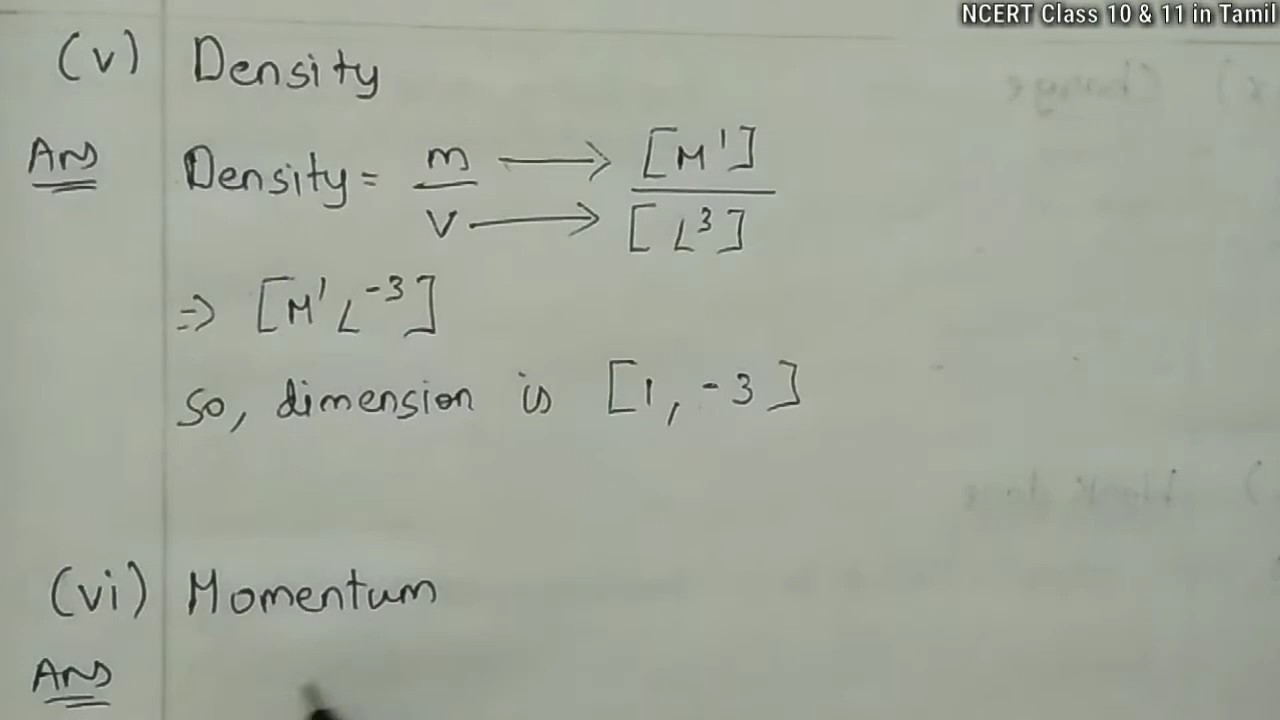 NCERT Class 10 & 11 in Tamil
(v) Density
Ans Density = m/V → [M¹]/[L³]
⇒ [M¹L⁻³]
so, dimension is [1, -3]
(vi) Momentum
Ans